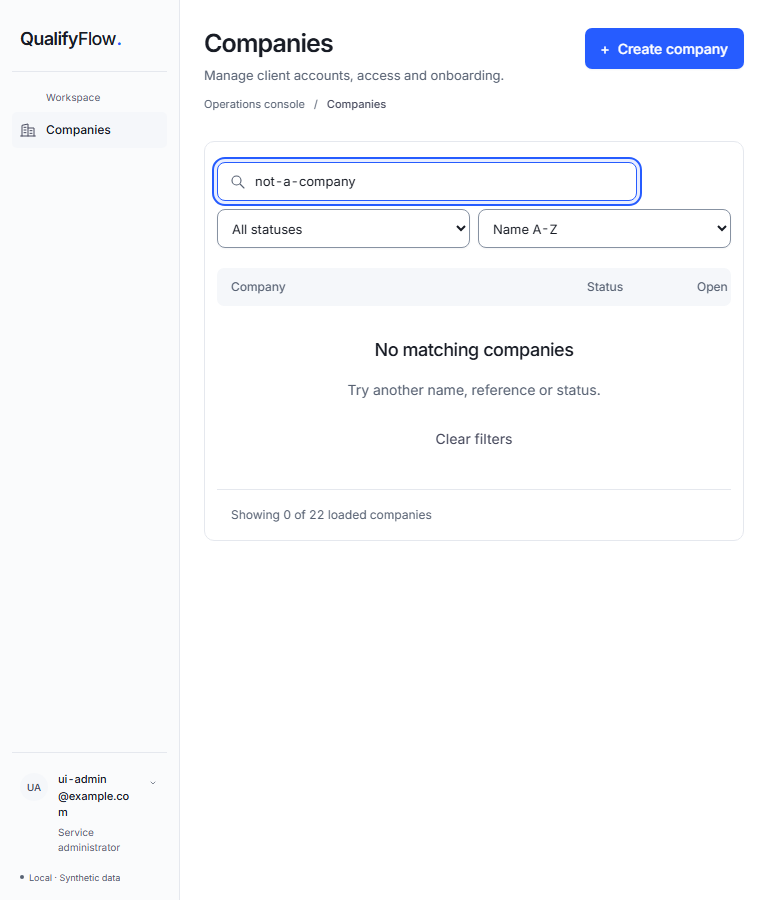 QualifyFlow.
Workspace
Companies
UA
ui-admin
@example.co
m
Service
administrator
Local · Synthetic data
Companies
Manage client accounts, access and onboarding.
Operations console / Companies
+ Create company
not-a-company
All statuses
Name A-Z
Company Status Open
No matching companies
Try another name, reference or status.
Clear filters
Showing 0 of 22 loaded companies